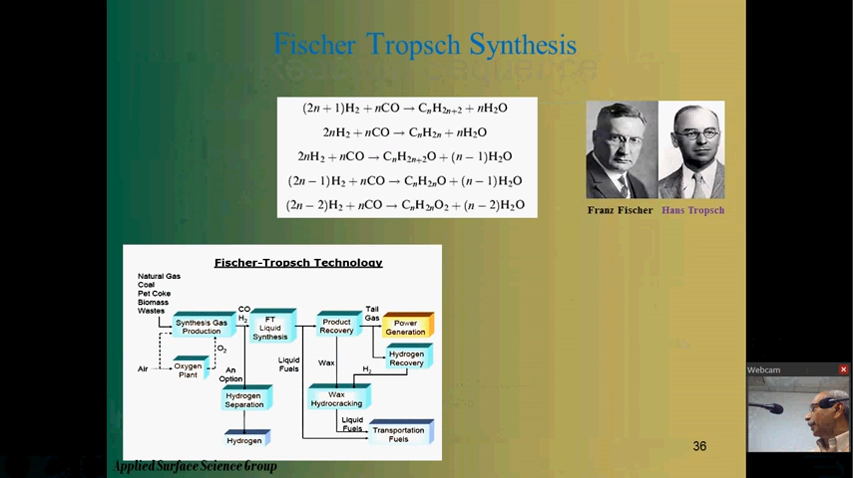 Fischer Tropsch Synthesis
(2n + 1)H₂ + nCO → CₙH₂ₙ₊₂ + nH₂O
2nH₂ + nCO → CₙH₂ₙ + nH₂O
2nH₂ + nCO → CₙH₂ₙ₊₂O + (n − 1)H₂O
(2n − 1)H₂ + nCO → CₙH₂ₙO + (n − 1)H₂O
(2n − 2)H₂ + nCO → CₙH₂ₙO₂ + (n − 2)H₂O
Franz Fischer Hans Tropsch
Fischer-Tropsch Technology
Natural Gas
Coal
Pet Coke
Biomass
Wastes
Synthesis Gas
Production
CO
H₂
FT
Liquid
Synthesis
Product
Recovery
Tail
Gas
Power
Generation
Air
Oxygen
Plant
O₂
An
Option
Liquid
Fuels
Wax
H₂
Hydrogen
Recovery
Hydrogen
Separation
Wax
Hydrocracking
Liquid
Fuels
Hydrogen
Transportation
Fuels
36
Applied Surface Science Group
Webcam